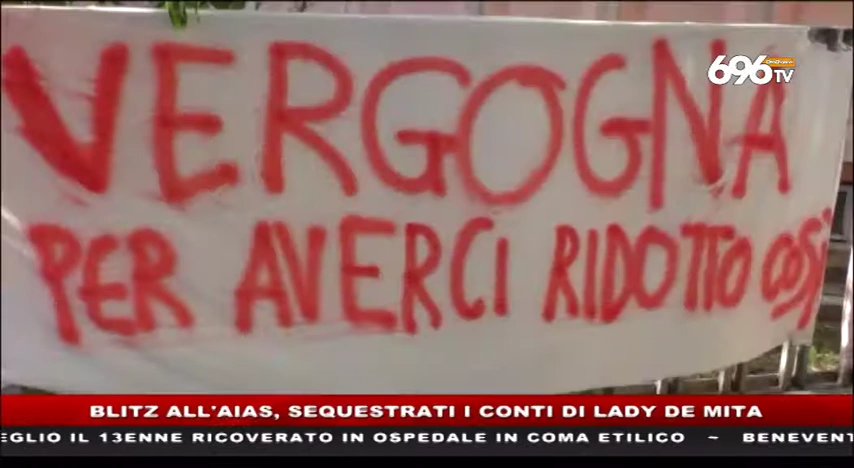 VERGOGNA
PER AVERCI RIDOTTO COSÌ
696 TV
BLITZ ALL'AIAS, SEQUESTRATI I CONTI DI LADY DE MITA
EGLIO IL 13ENNE RICOVERATO IN OSPEDALE IN COMA ETILICO ~ BENEVENT